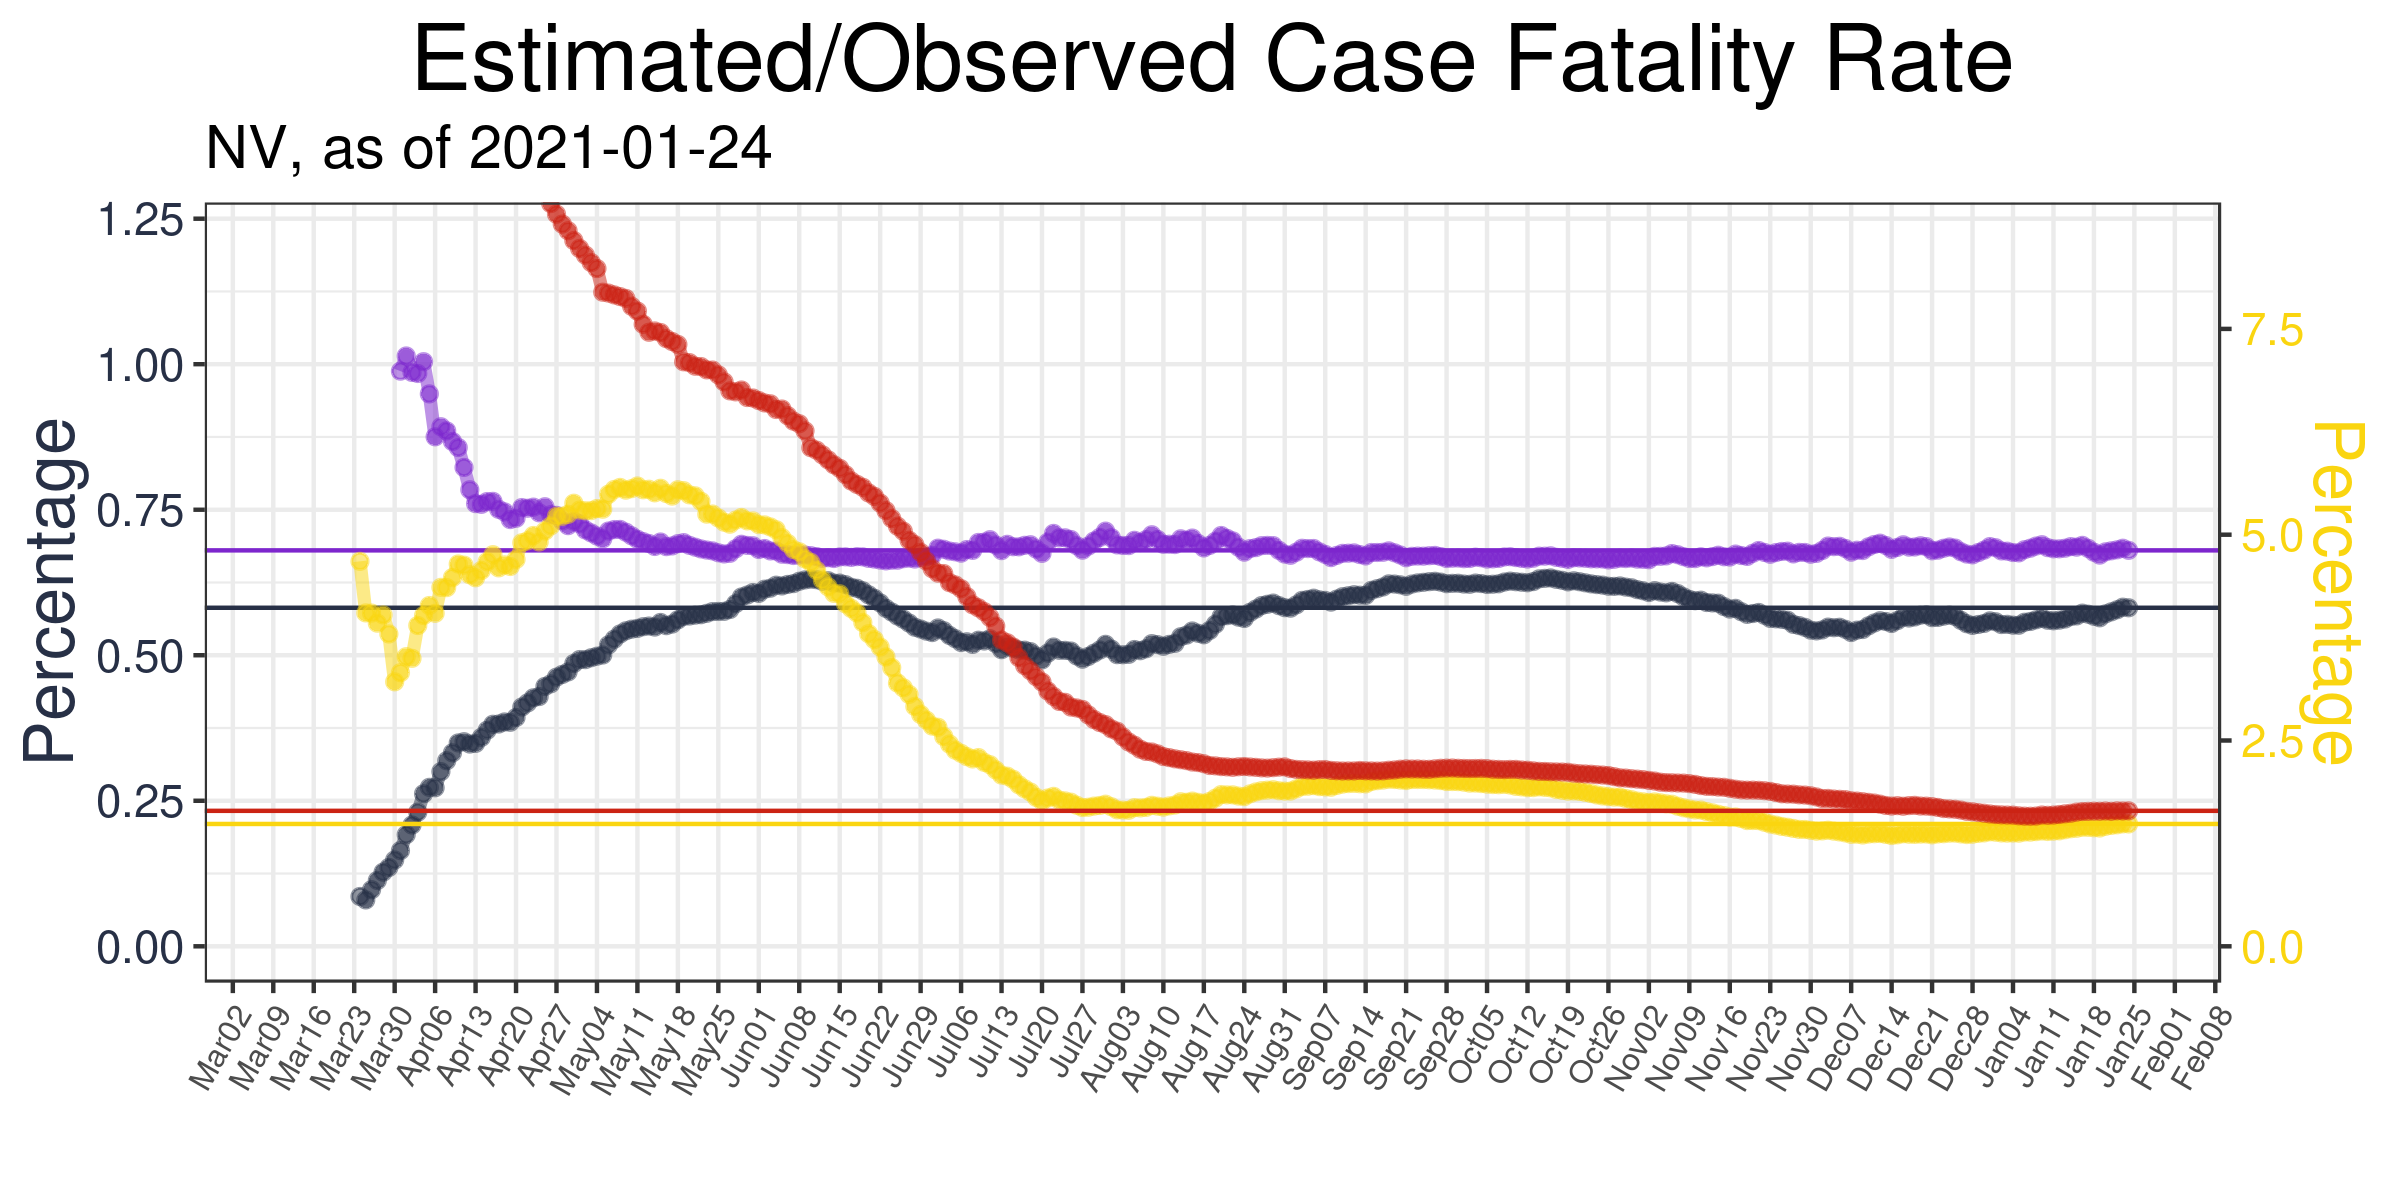 Estimated/Observed Case Fatality Rate
NV, as of 2021-01-24
1.25
1.00
0.75
0.50
0.25
0.00
Percentage
7.5
5.0
2.5
0.0
Percentage
Mar02
Mar09
Mar16
Mar23
Mar30
Apr06
Apr13
Apr20
Apr27
May04
May11
May18
May25
Jun01
Jun08
Jun15
Jun22
Jun29
Jul06
Jul13
Jul20
Jul27
Aug03
Aug10
Aug17
Aug24
Aug31
Sep07
Sep14
Sep21
Sep28
Oct05
Oct12
Oct19
Oct26
Nov02
Nov09
Nov16
Nov23
Nov30
Dec07
Dec14
Dec21
Dec28
Jan04
Jan11
Jan18
Jan25
Feb01
Feb08